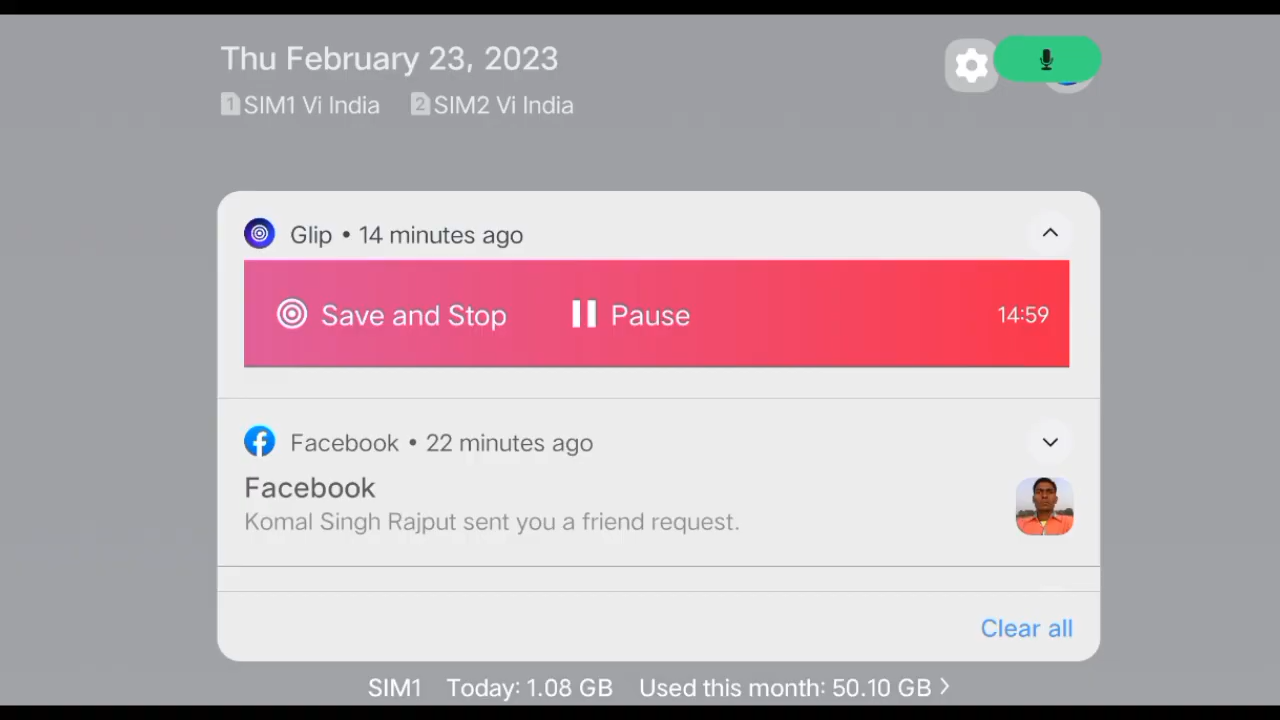 Thu February 23, 2023
1 SIM1 Vi India 2 SIM2 Vi India
Glip • 14 minutes ago
Save and Stop Pause 14:59
Facebook • 22 minutes ago
Facebook
Komal Singh Rajput sent you a friend request.
Clear all
SIM1 Today: 1.08 GB Used this month: 50.10 GB